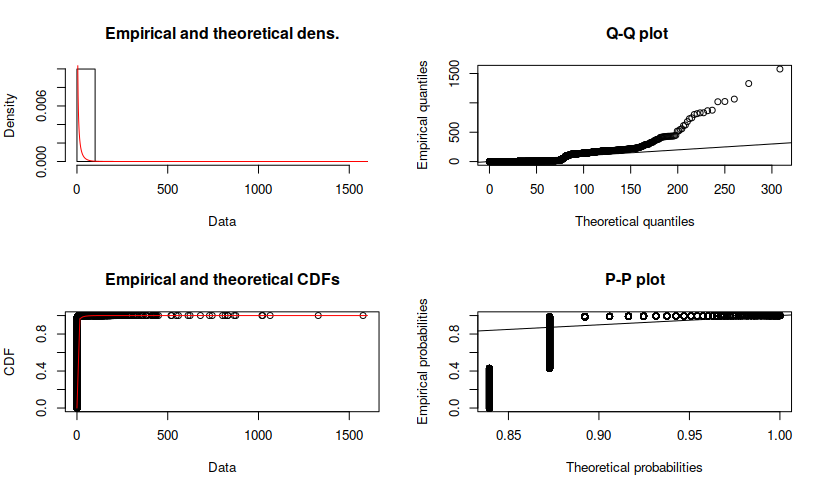 Empirical and theoretical dens.
Density
0.000 0.006
0 500 1000 1500
Data
Q-Q plot
Empirical quantiles
0 500 1500
0 50 100 150 200 250 300
Theoretical quantiles
Empirical and theoretical CDFs
CDF
0.0 0.4 0.8
0 500 1000 1500
Data
P-P plot
Empirical probabilities
0.0 0.4 0.8
0.85 0.90 0.95 1.00
Theoretical probabilities